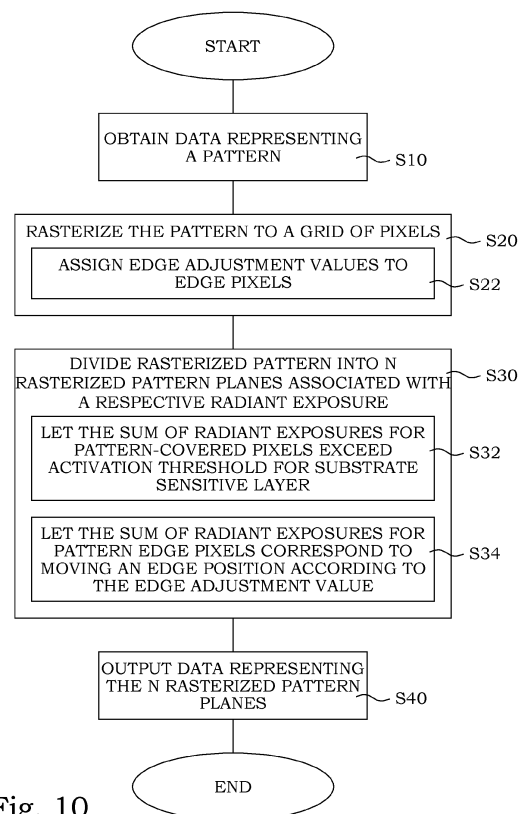 START
OBTAIN DATA REPRESENTING
A PATTERN
S10
RASTERIZE THE PATTERN TO A GRID OF PIXELS
S20
ASSIGN EDGE ADJUSTMENT VALUES TO
EDGE PIXELS
S22
DIVIDE RASTERIZED PATTERN INTO N
RASTERIZED PATTERN PLANES ASSOCIATED WITH
A RESPECTIVE RADIANT EXPOSURE
S30
LET THE SUM OF RADIANT EXPOSURES FOR
PATTERN-COVERED PIXELS EXCEED
ACTIVATION THRESHOLD FOR SUBSTRATE
SENSITIVE LAYER
S32
LET THE SUM OF RADIANT EXPOSURES FOR
PATTERN EDGE PIXELS CORRESPOND TO
MOVING AN EDGE POSITION ACCORDING TO
THE EDGE ADJUSTMENT VALUE
S34
OUTPUT DATA REPRESENTING
THE N RASTERIZED PATTERN
PLANES
S40
END
Fig. 10